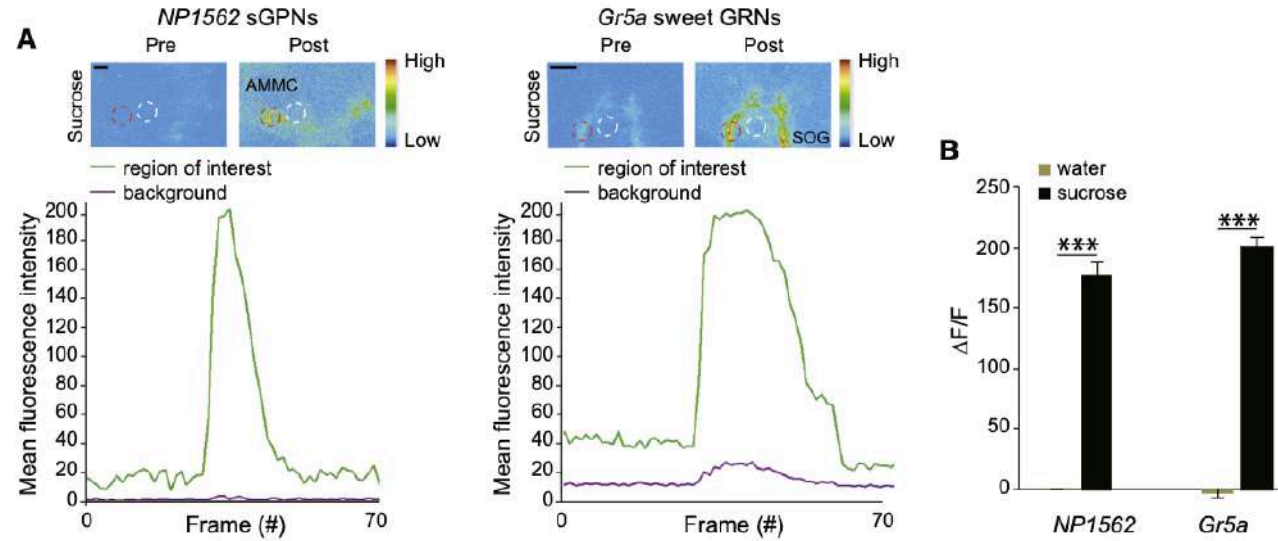 A
NP1562 sGPNs
Pre
Post
Sucrose
AMMC
High
Low
region of interest
background
Mean fluorescence intensity
200
180
160
140
120
100
80
60
40
20
0
0
Frame (#)
70
Gr5a sweet GRNs
Pre
Post
Sucrose
SOG
High
Low
region of interest
background
Mean fluorescence intensity
200
180
160
140
120
100
80
60
40
20
0
0
Frame (#)
70
B
water
sucrose
ΔF/F
250
200
150
100
50
0
***
***
NP1562
Gr5a